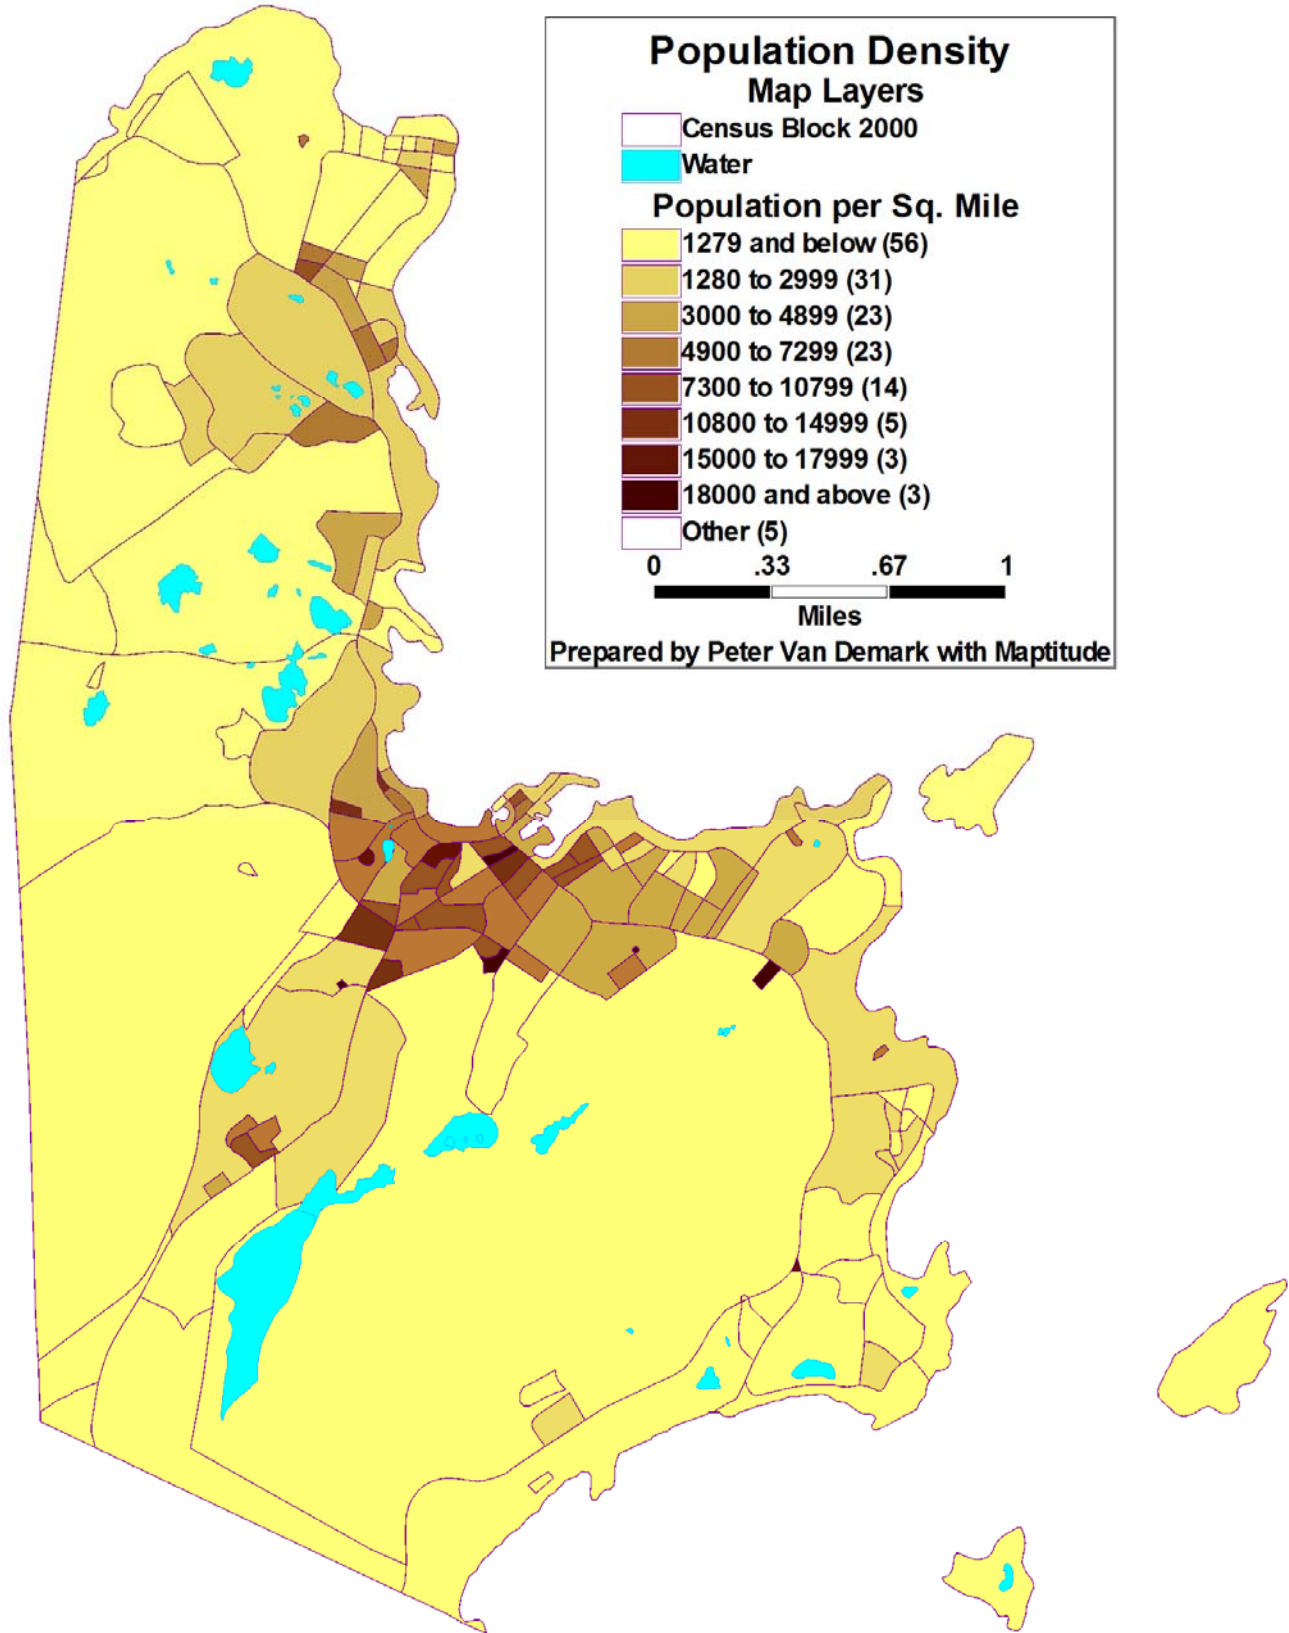 Population Density
Map Layers
Census Block 2000
Water
Population per Sq. Mile
1279 and below (56)
1280 to 2999 (31)
3000 to 4899 (23)
4900 to 7299 (23)
7300 to 10799 (14)
10800 to 14999 (5)
15000 to 17999 (3)
18000 and above (3)
Other (5)
0 .33 .67 1
Miles
Prepared by Peter Van Demark with Maptitude